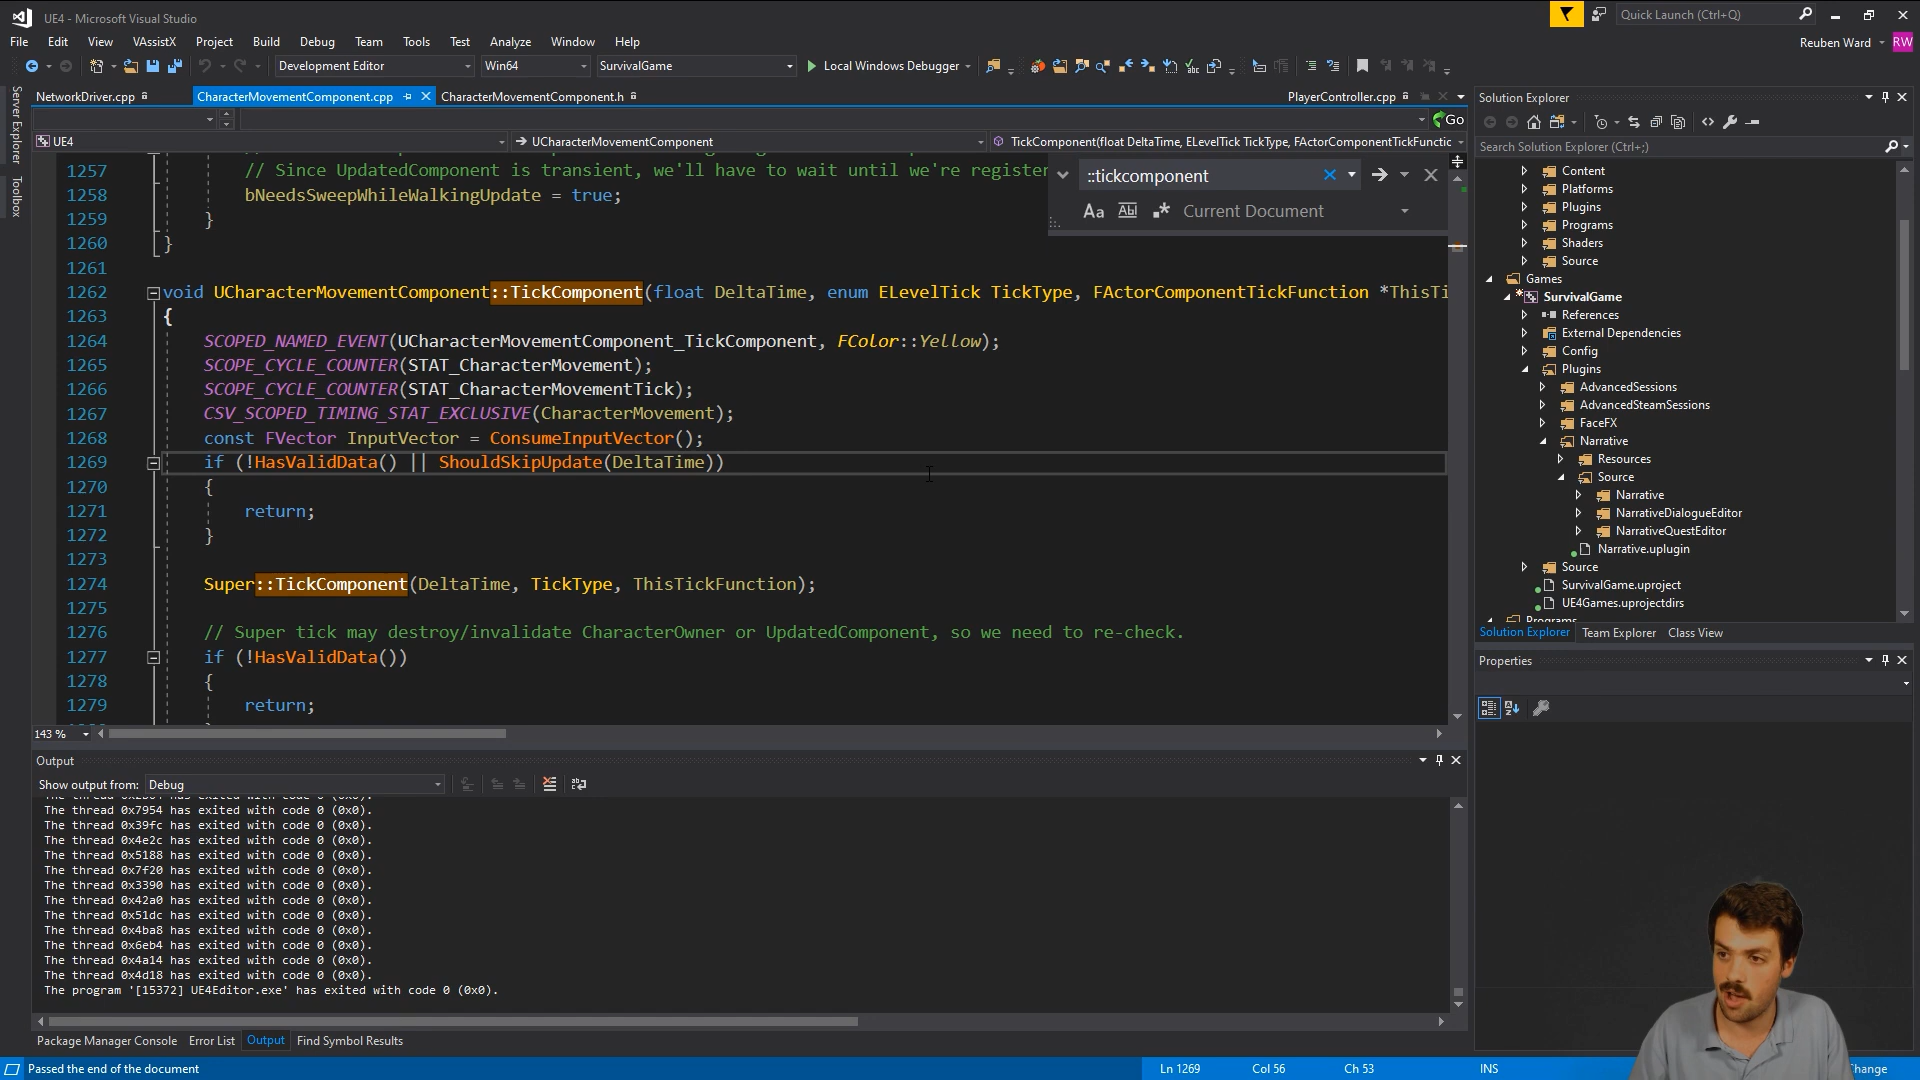 UE4 - Microsoft Visual Studio
Quick Launch (Ctrl+Q)
File Edit View VAssistX Project Build Debug Team Tools Test Analyze Window Help
Reuben Ward RW
Development Editor Win64 SurvivalGame Local Windows Debugger
Server Explorer
Toolbox
NetworkDriver.cpp CharacterMovementComponent.cpp CharacterMovementComponent.h PlayerController.cpp
Go
UE4 UCharacterMovementComponent TickComponent(float DeltaTime, ELevelTick TickType, FActorComponentTickFunctic
::tickcomponent
Aa Abl Current Document
1257 // Since UpdatedComponent is transient, we'll have to wait until we're register
1258 bNeedsSweepWhileWalkingUpdate = true;
1259 }
1260 }
1261
1262 void UCharacterMovementComponent::TickComponent(float DeltaTime, enum ELevelTick TickType, FActorComponentTickFunction *ThisTi
1263 {
1264 SCOPED_NAMED_EVENT(UCharacterMovementComponent_TickComponent, FColor::Yellow);
1265 SCOPE_CYCLE_COUNTER(STAT_CharacterMovement);
1266 SCOPE_CYCLE_COUNTER(STAT_CharacterMovementTick);
1267 CSV_SCOPED_TIMING_STAT_EXCLUSIVE(CharacterMovement);
1268 const FVector InputVector = ConsumeInputVector();
1269 if (!HasValidData() || ShouldSkipUpdate(DeltaTime))
1270 {
1271 return;
1272 }
1273
1274 Super::TickComponent(DeltaTime, TickType, ThisTickFunction);
1275
1276 // Super tick may destroy/invalidate CharacterOwner or UpdatedComponent, so we need to re-check.
1277 if (!HasValidData())
1278 {
1279 return;
143 %
Output
Show output from: Debug
The thread 0x7954 has exited with code 0 (0x0).
The thread 0x39fc has exited with code 0 (0x0).
The thread 0x4e2c has exited with code 0 (0x0).
The thread 0x5188 has exited with code 0 (0x0).
The thread 0x7f20 has exited with code 0 (0x0).
The thread 0x3390 has exited with code 0 (0x0).
The thread 0x42a0 has exited with code 0 (0x0).
The thread 0x51dc has exited with code 0 (0x0).
The thread 0x4ba8 has exited with code 0 (0x0).
The thread 0x6eb4 has exited with code 0 (0x0).
The thread 0x4a14 has exited with code 0 (0x0).
The thread 0x4d18 has exited with code 0 (0x0).
The program '[15372] UE4Editor.exe' has exited with code 0 (0x0).
Package Manager Console Error List Output Find Symbol Results
Passed the end of the document Ln 1269 Col 56 Ch 53 INS Change
Solution Explorer
Search Solution Explorer (Ctrl+;)
Content
Platforms
Plugins
Programs
Shaders
Source
Games
SurvivalGame
References
External Dependencies
Config
Plugins
AdvancedSessions
AdvancedSteamSessions
FaceFX
Narrative
Resources
Source
Narrative
NarrativeDialogueEditor
NarrativeQuestEditor
Narrative.uplugin
Source
SurvivalGame.uproject
UE4Games.uprojectdirs
Programs
Solution Explorer Team Explorer Class View
Properties